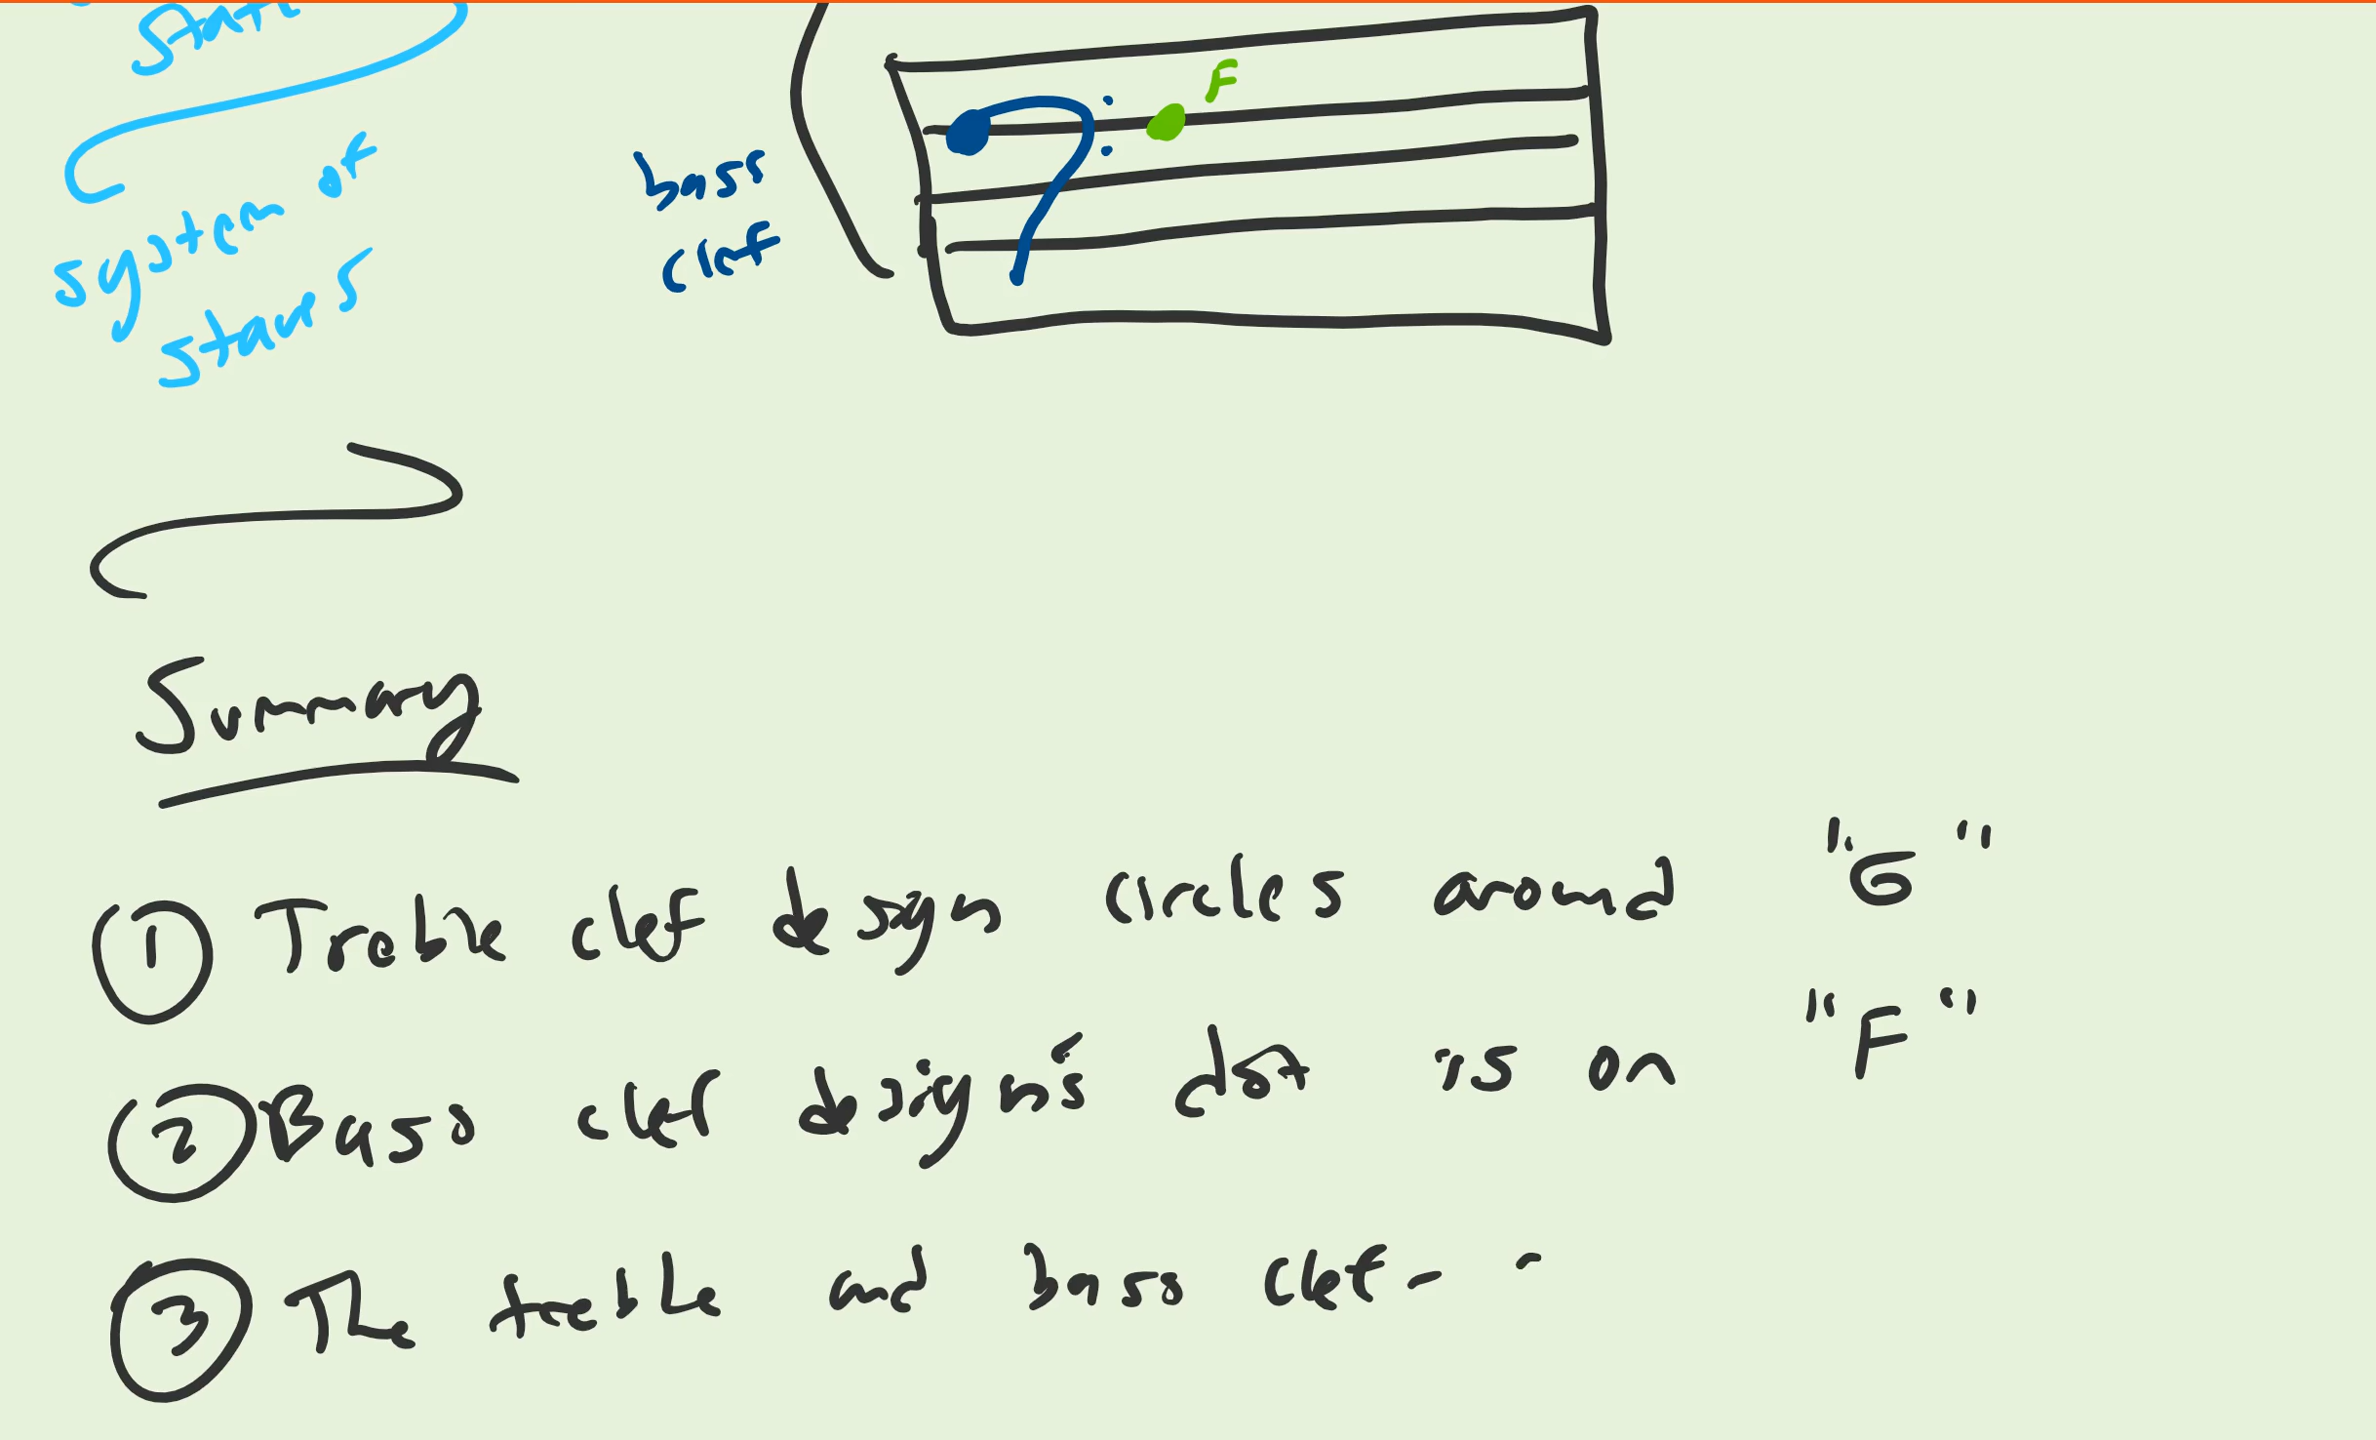 system of
staves
bass
clef
F
Summary
① Treble clef design circles around "G"
② Bass clef design's dot is on "F"
③ The treble and bass clef -